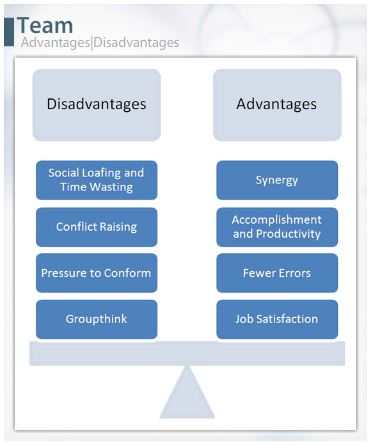 Team
Advantages|Disadvantages
Disadvantages
Advantages
Social Loafing and
Time Wasting
Synergy
Conflict Raising
Accomplishment
and Productivity
Pressure to Conform
Fewer Errors
Groupthink
Job Satisfaction